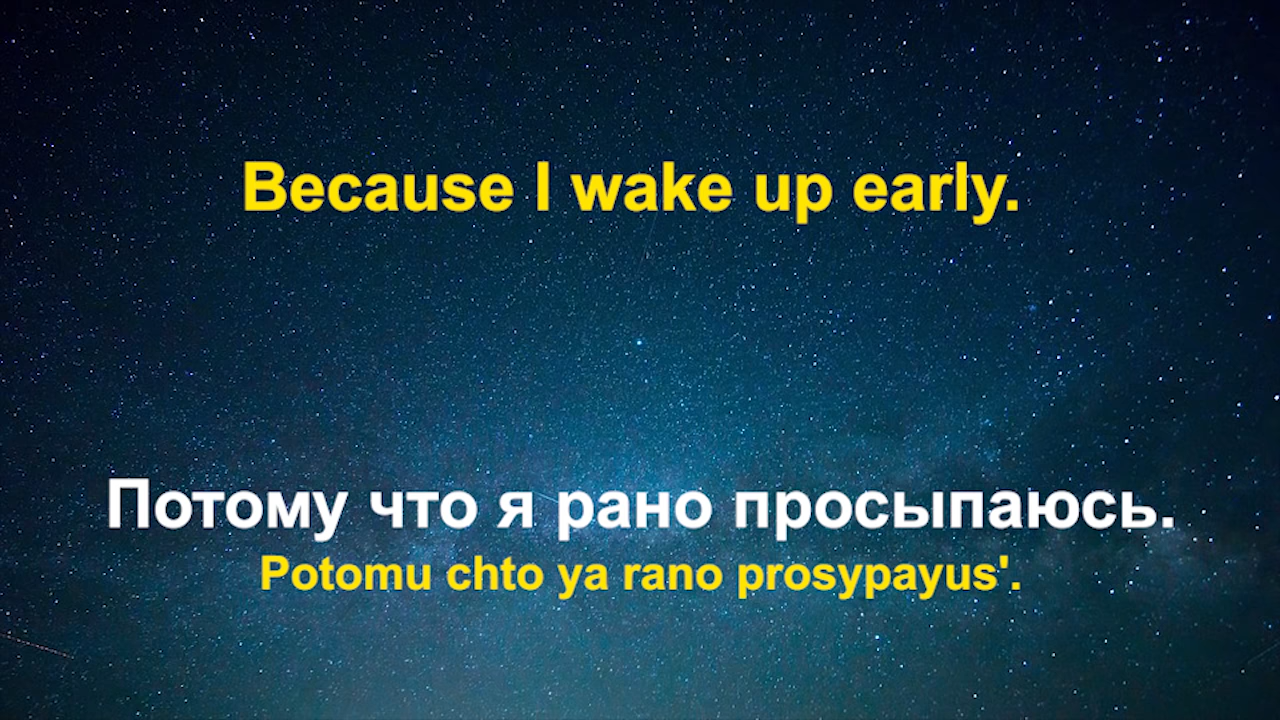 Because I wake up early.
Потому что я рано просыпаюсь.
Potomu chto ya rano prosypayus'.